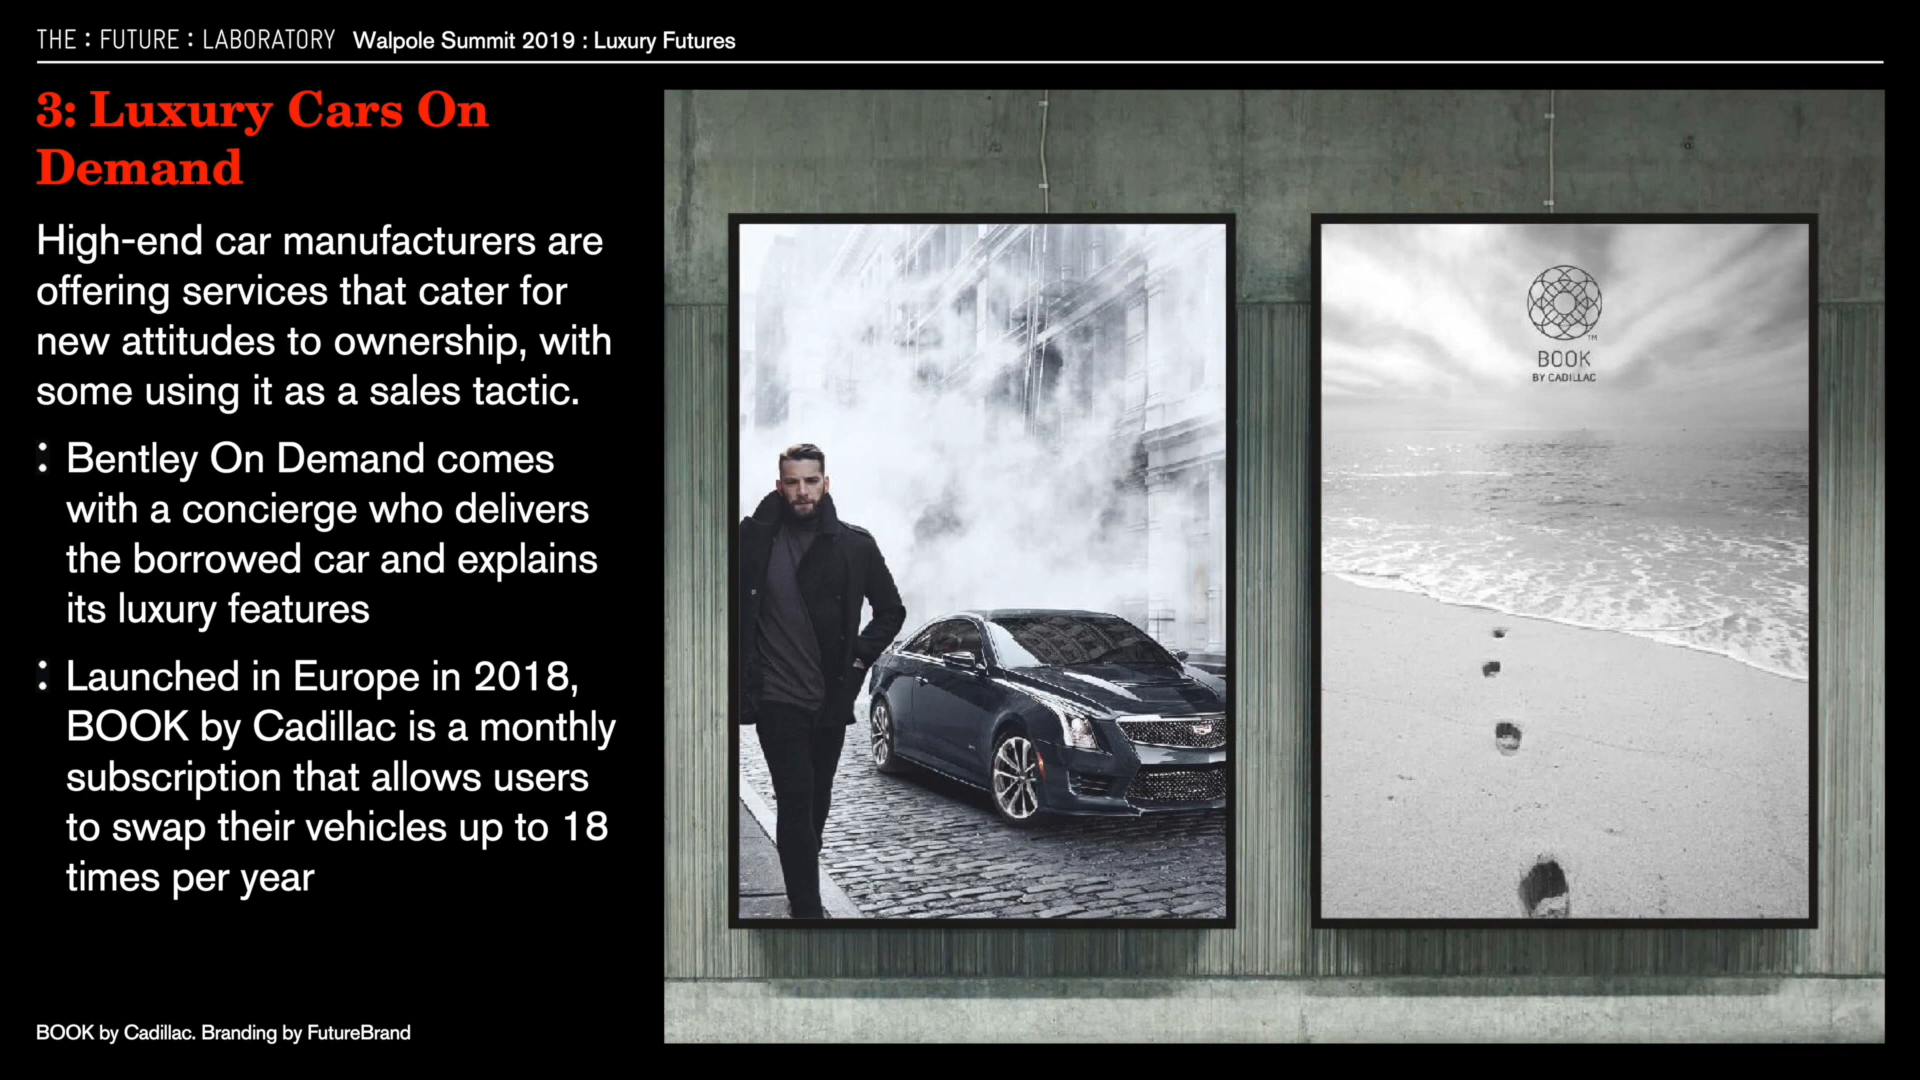 THE : FUTURE : LABORATORY Walpole Summit 2019 : Luxury Futures
3: Luxury Cars On
Demand
High-end car manufacturers are
offering services that cater for
new attitudes to ownership, with
some using it as a sales tactic.
: Bentley On Demand comes
with a concierge who delivers
the borrowed car and explains
its luxury features
: Launched in Europe in 2018,
BOOK by Cadillac is a monthly
subscription that allows users
to swap their vehicles up to 18
times per year
BOOK by Cadillac. Branding by FutureBrand
TM
BOOK
BY CADILLAC